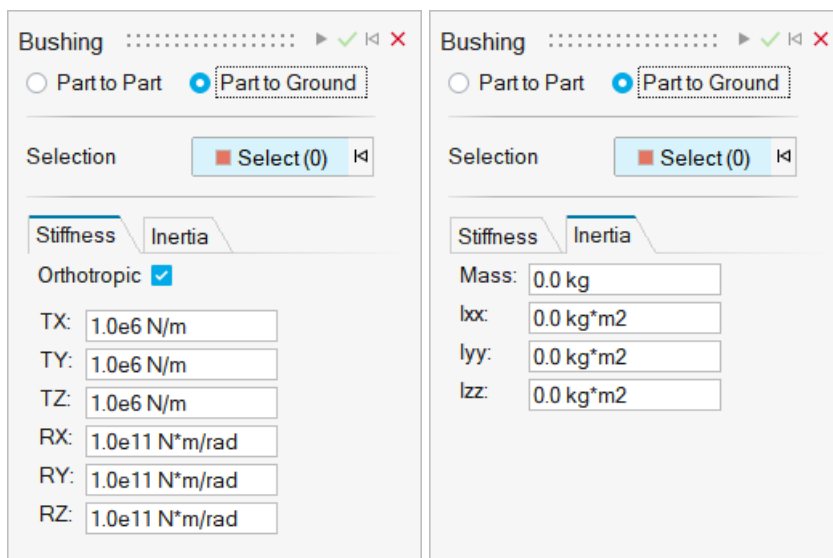 Bushing
Part to Part Part to Ground
Selection Select (0)
Stiffness Inertia
Orthotropic
TX: 1.0e6 N/m
TY: 1.0e6 N/m
TZ: 1.0e6 N/m
RX: 1.0e11 N*m/rad
RY: 1.0e11 N*m/rad
RZ: 1.0e11 N*m/rad
Bushing
Part to Part Part to Ground
Selection Select (0)
Stiffness Inertia
Mass: 0.0 kg
Ixx: 0.0 kg*m2
Iyy: 0.0 kg*m2
Izz: 0.0 kg*m2